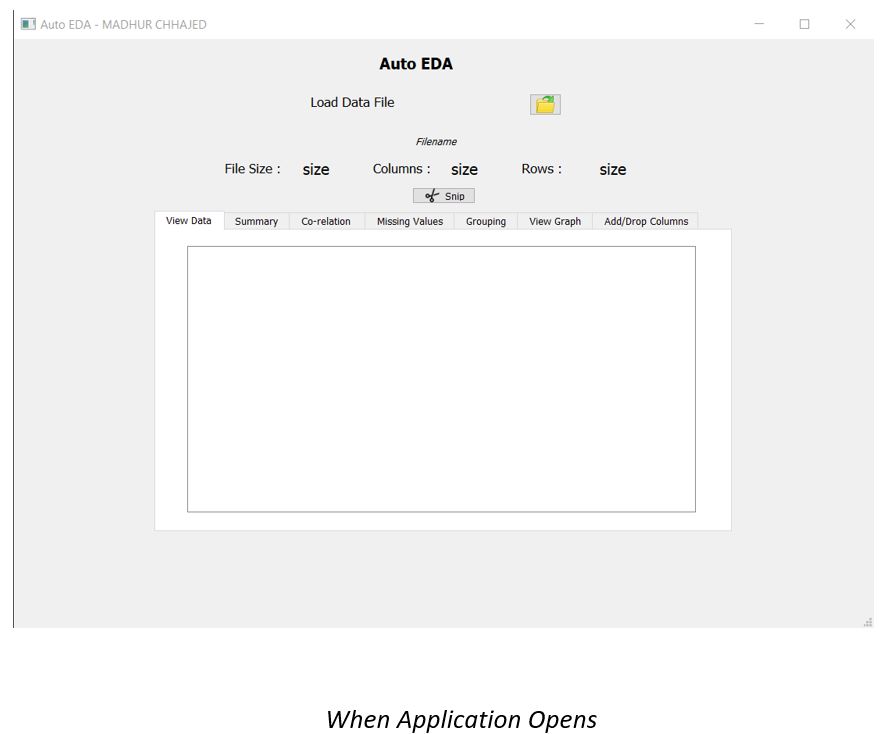 Auto EDA - MADHUR CHHAJED
Auto EDA
Load Data File
Filename
File Size : size Columns : size Rows : size
Snip
View Data Summary Co-relation Missing Values Grouping View Graph Add/Drop Columns
When Application Opens